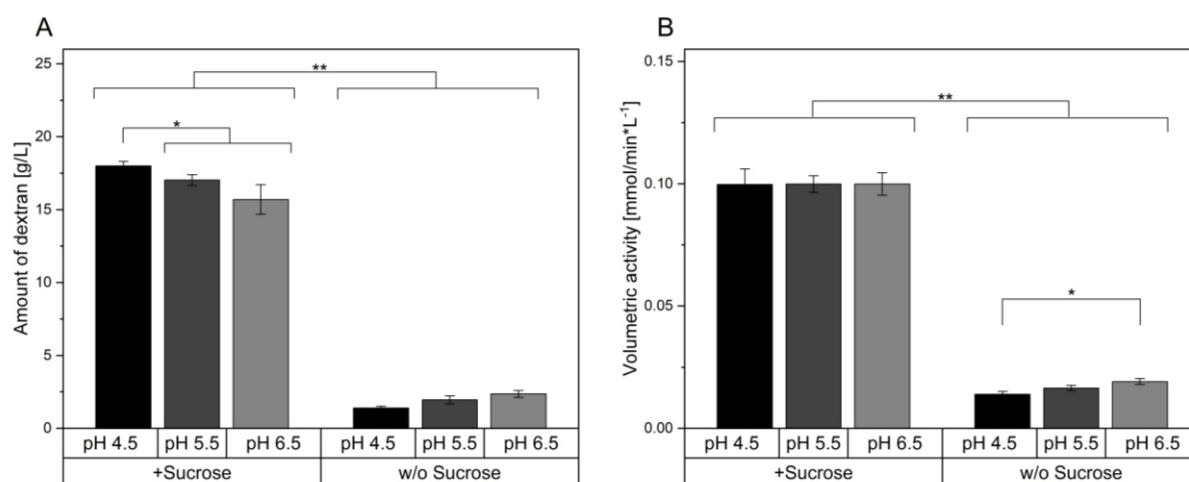 A
Amount of dextran [g/L]
25
20
15
10
5
0
**
*
pH 4.5 pH 5.5 pH 6.5 pH 4.5 pH 5.5 pH 6.5
+Sucrose w/o Sucrose
B
Volumetric activity [mmol/min*L⁻¹]
0.15
0.10
0.05
0.00
**
*
pH 4.5 pH 5.5 pH 6.5 pH 4.5 pH 5.5 pH 6.5
+Sucrose w/o Sucrose